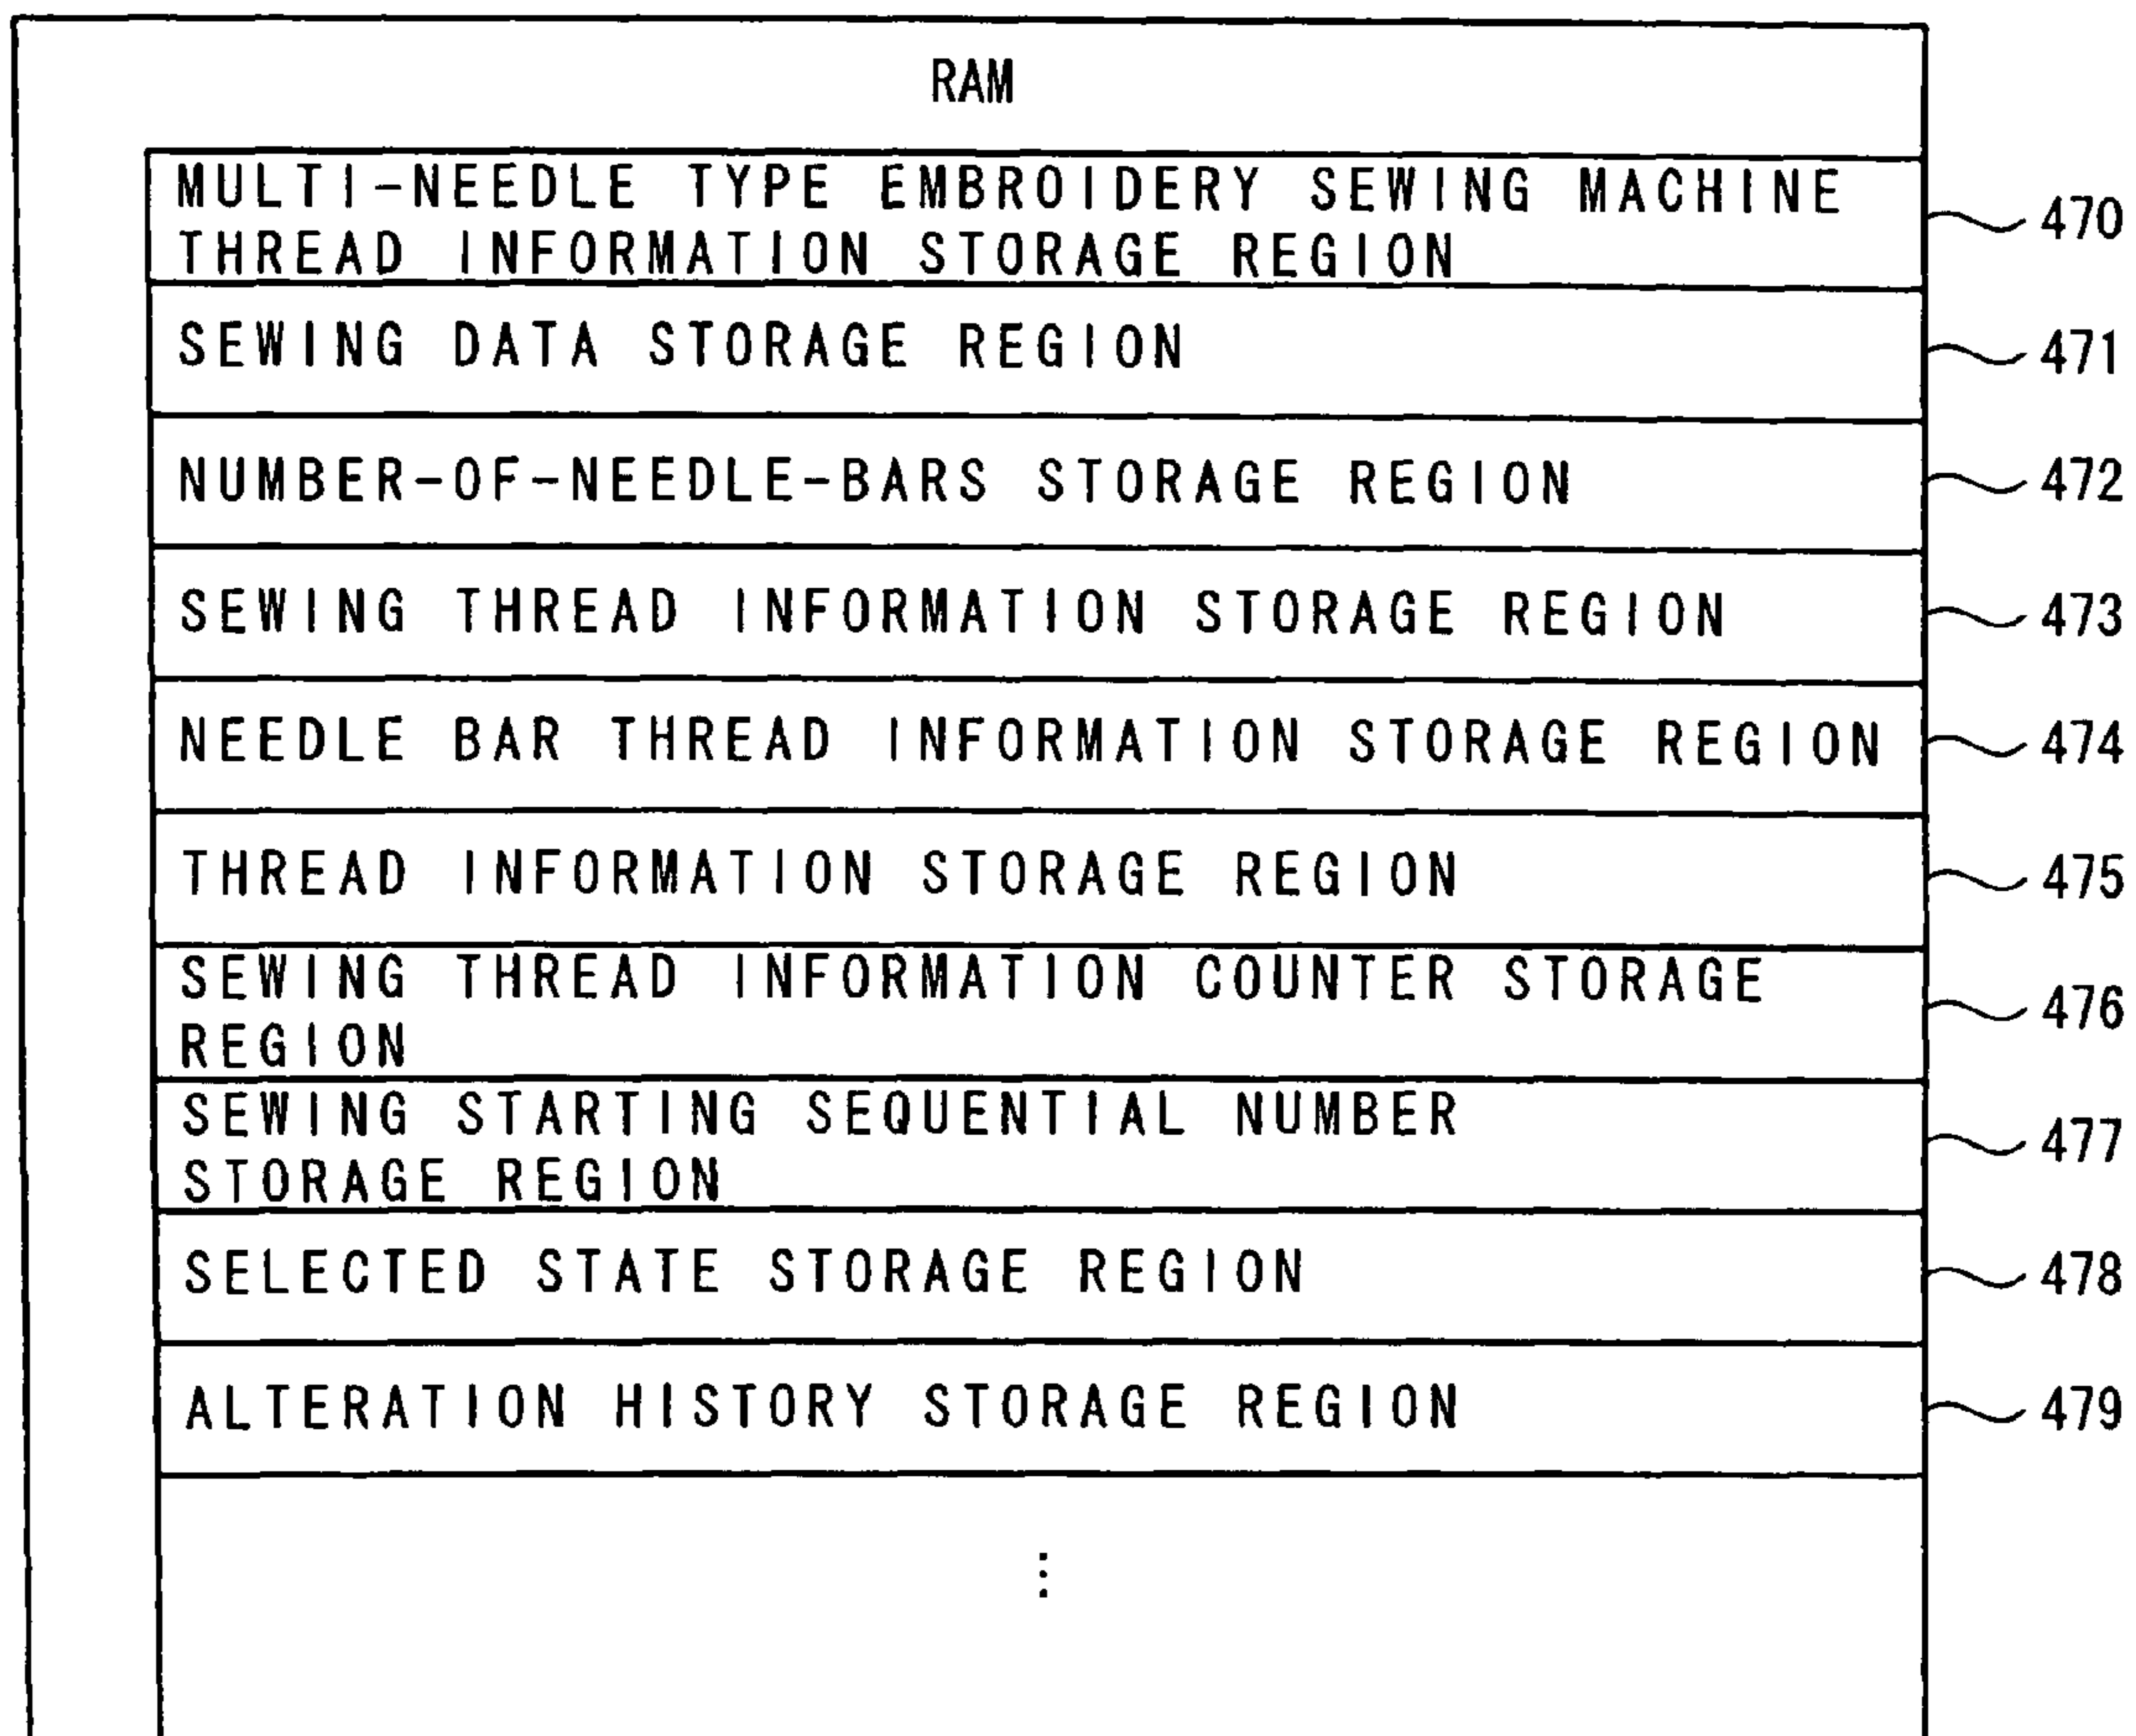 RAM
MULTI-NEEDLE TYPE EMBROIDERY SEWING MACHINE 470
THREAD INFORMATION STORAGE REGION
SEWING DATA STORAGE REGION 471
NUMBER-OF-NEEDLE-BARS STORAGE REGION 472
SEWING THREAD INFORMATION STORAGE REGION 473
NEEDLE BAR THREAD INFORMATION STORAGE REGION 474
THREAD INFORMATION STORAGE REGION 475
SEWING THREAD INFORMATION COUNTER STORAGE 476
REGION
SEWING STARTING SEQUENTIAL NUMBER 477
STORAGE REGION
SELECTED STATE STORAGE REGION 478
ALTERATION HISTORY STORAGE REGION 479
⋮